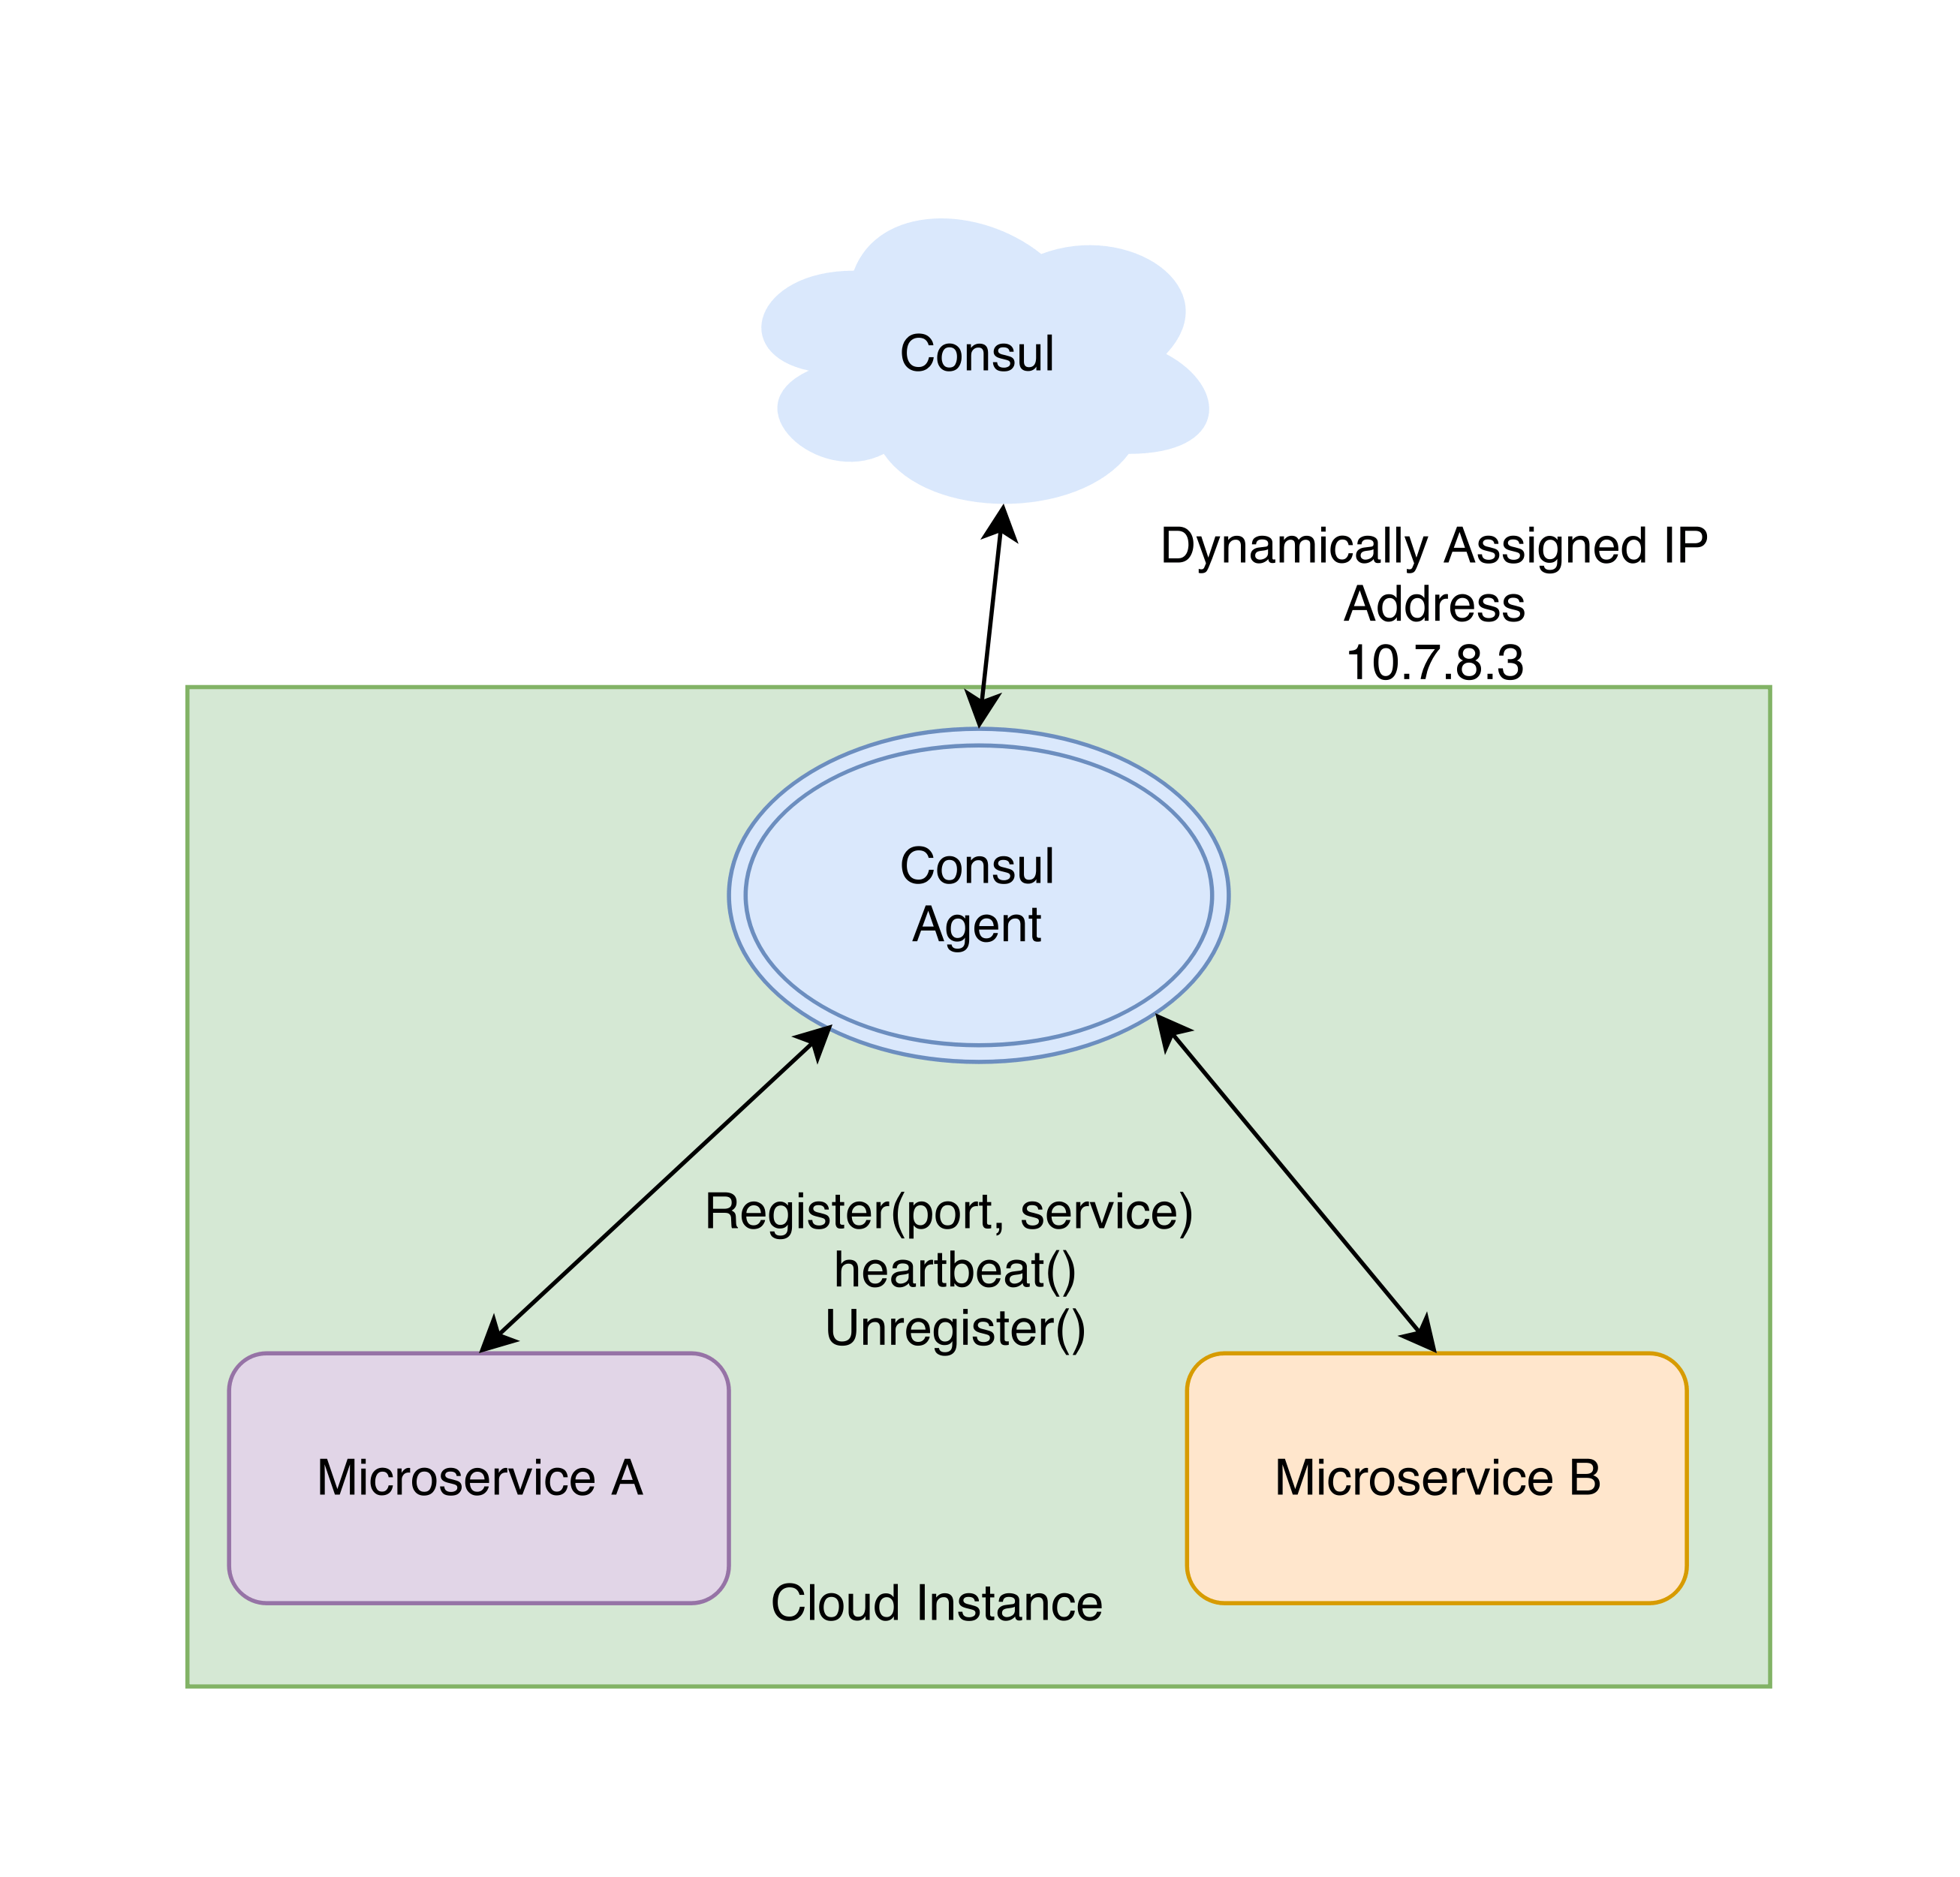 Consul
Dynamically Assigned IP
Address
10.7.8.3
Consul
Agent
Register(port, service)
heartbeat()
Unregister()
Microservice A
Microservice B
Cloud Instance